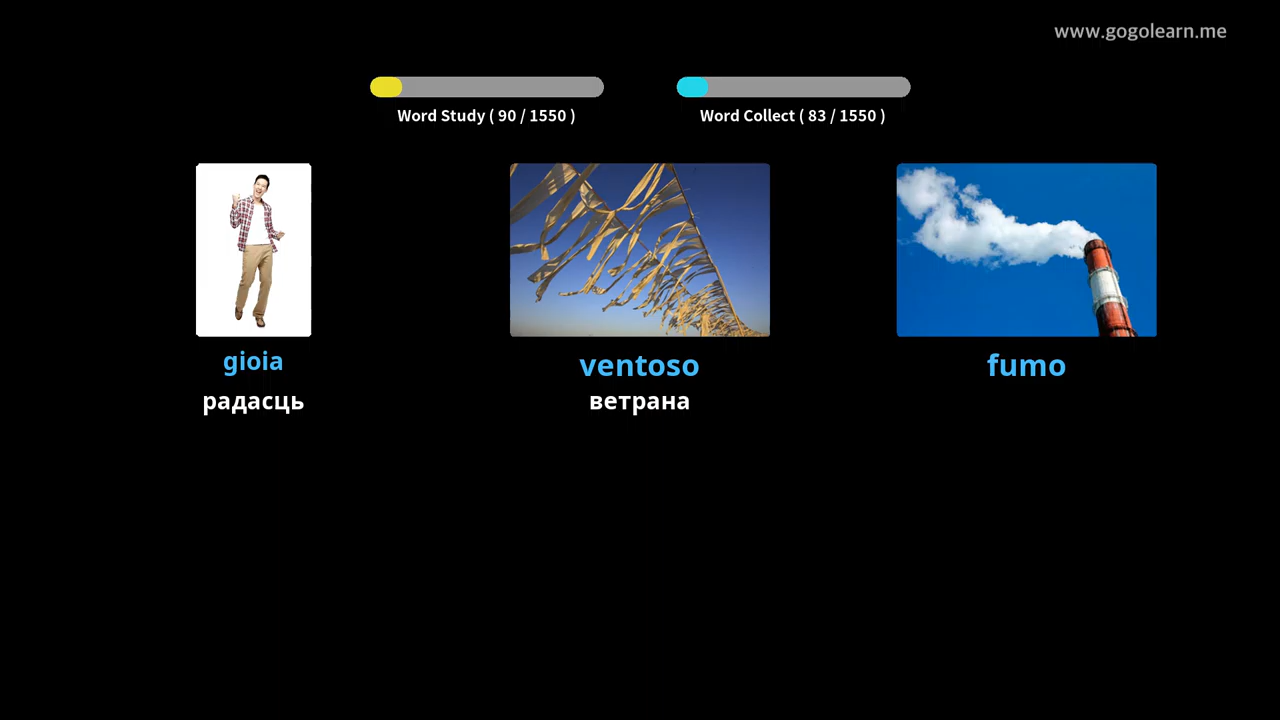 www.gogolearn.me
Word Study ( 90 / 1550 )
Word Collect ( 83 / 1550 )
gioia
радасць
ventoso
ветрана
fumo